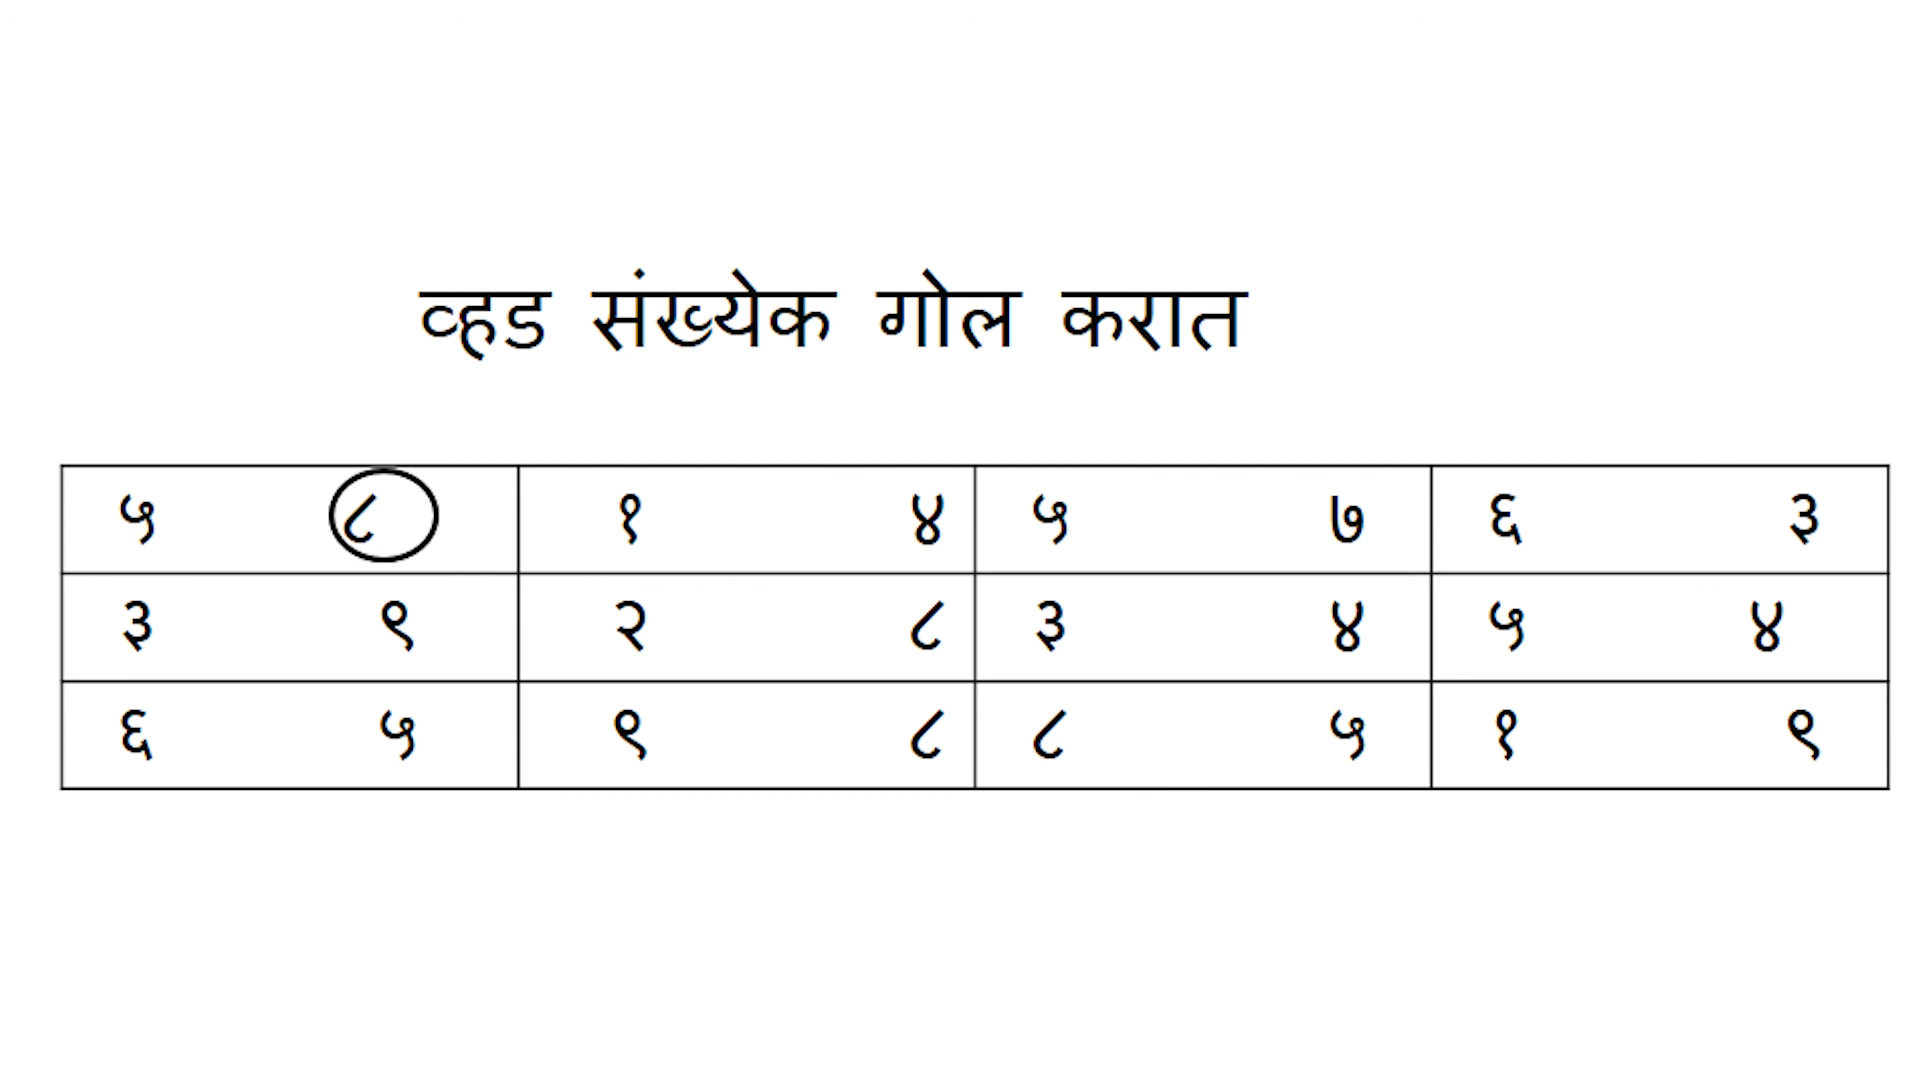 व्हड संख्येक गोल करात
५ ८ १ ४ ५ ७ ६ ३
३ ९ २ ८ ३ ४ ५ ४
६ ५ ९ ८ ८ ५ १ ९